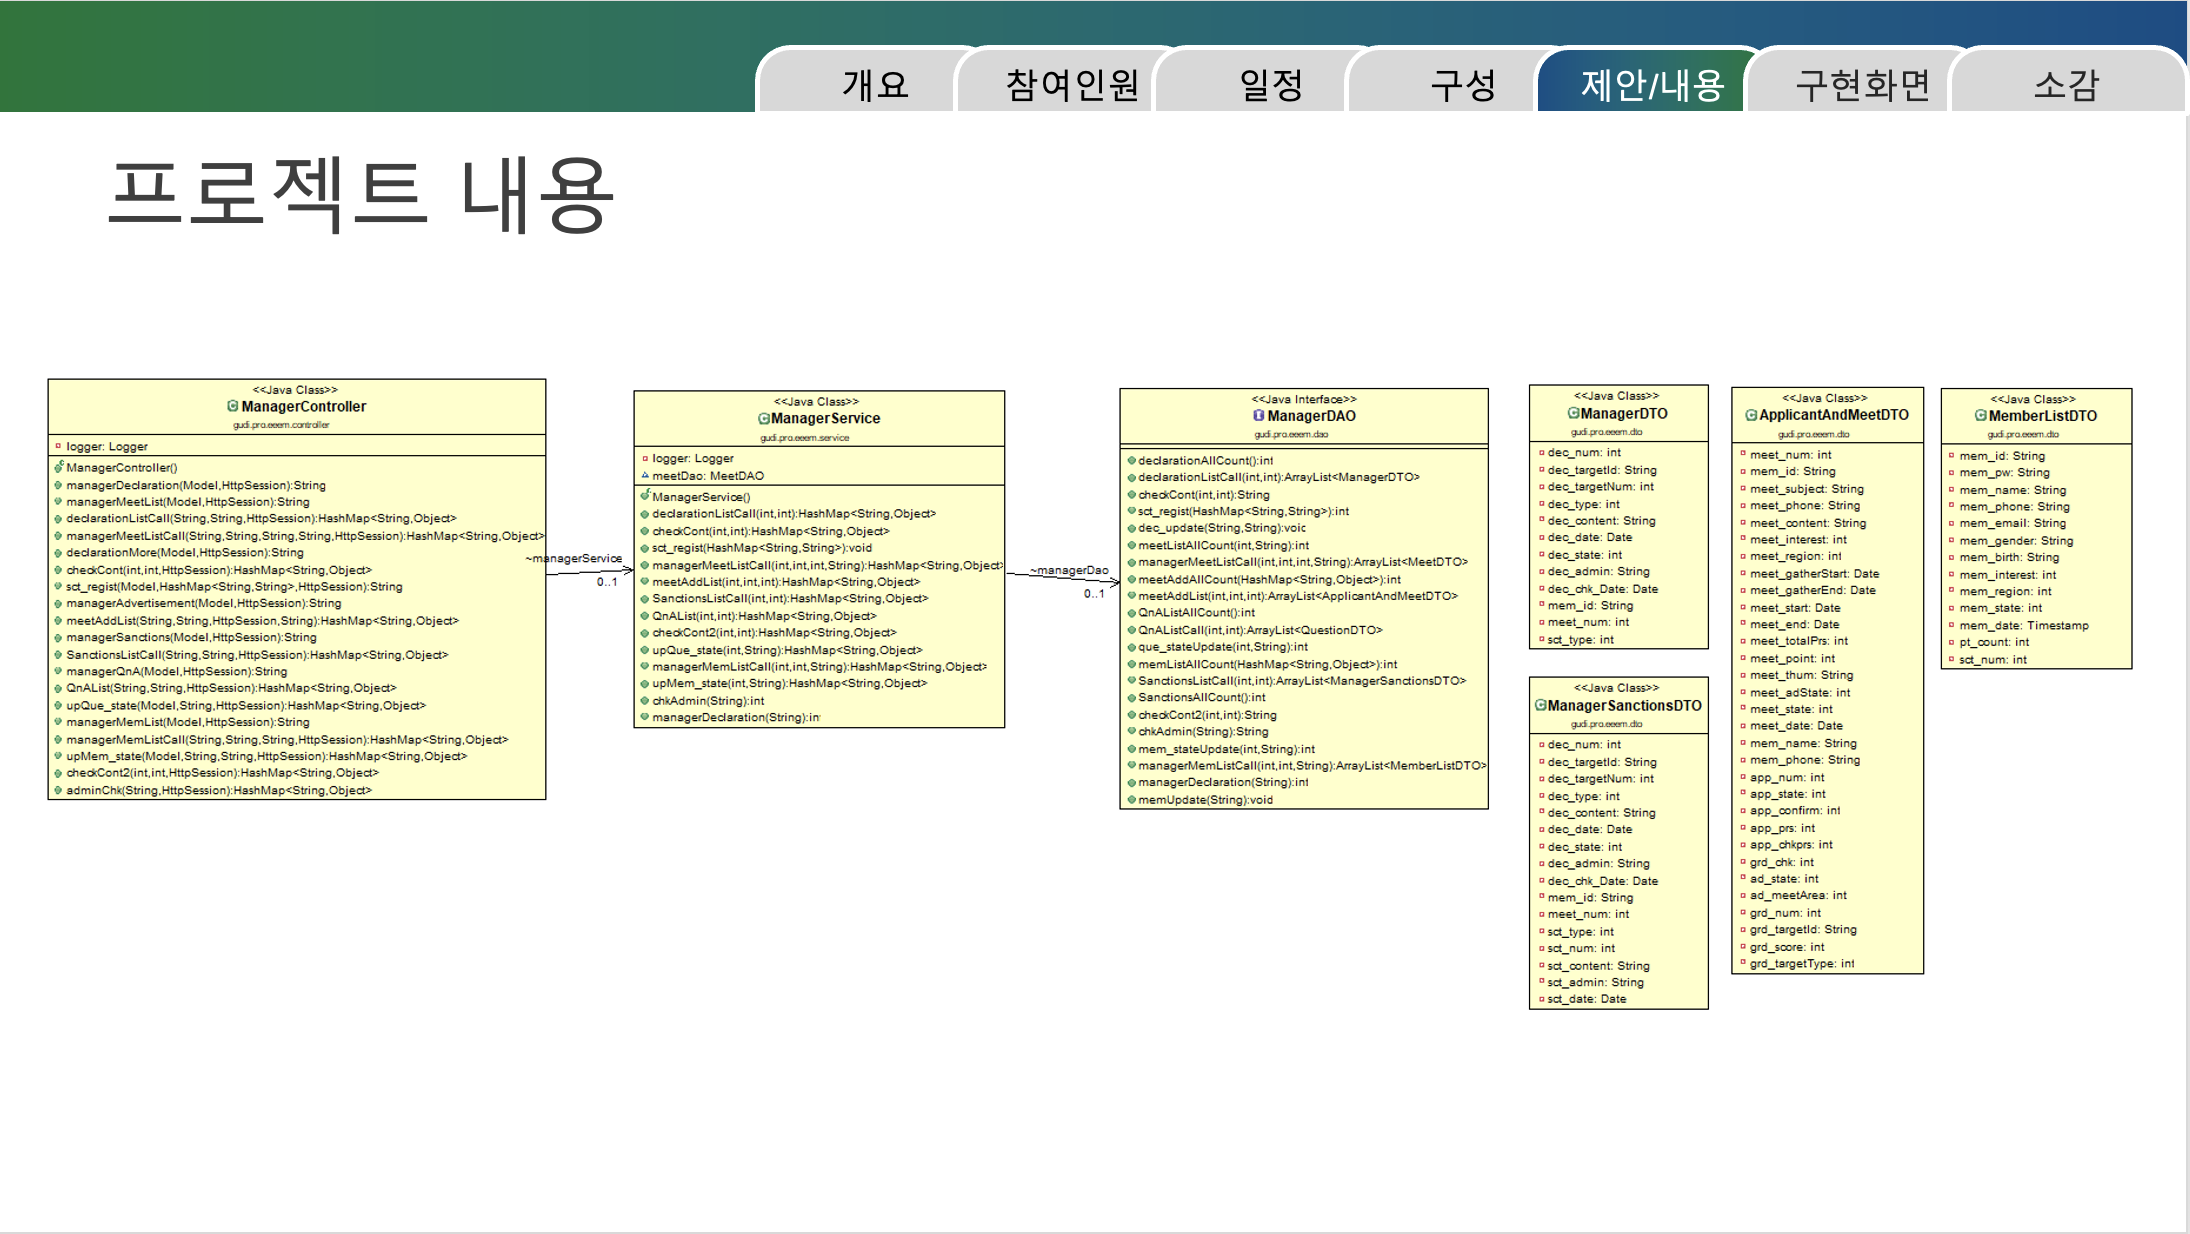 개요
참여인원
일정
구성
제안/내용
구현화면
소감
프로젝트 내용
<<Java Class>>
ManagerController
gudi.pro.eeem.controller
logger: Logger
ManagerController()
managerDeclaration(Model,HttpSession):String
managerMeetList(Model,HttpSession):String
declarationListCall(String,String,HttpSession):HashMap<String,Object>
managerMeetListCall(String,String,String,String,HttpSession):HashMap<String,Object>
declarationMore(Model,HttpSession):String
checkCont(int,int,HttpSession):HashMap<String,Object>
sct_regist(Model,HashMap<String,String>,HttpSession):String
managerAdvertisement(Model,HttpSession):String
meetAddList(String,String,HttpSession,String):HashMap<String,Object>
managerSanctions(Model,HttpSession):String
SanctionsListCall(String,String,HttpSession):HashMap<String,Object>
managerQnA(Model,HttpSession):String
QnAList(String,String,HttpSession):HashMap<String,Object>
upQue_state(Model,String,HttpSession):HashMap<String,Object>
managerMemList(Model,HttpSession):String
managerMemListCall(String,String,String,HttpSession):HashMap<String,Object>
upMem_state(Model,String,String,HttpSession):HashMap<String,Object>
checkCont2(int,int,HttpSession):HashMap<String,Object>
adminChk(String,HttpSession):HashMap<String,Object>
~managerService
0..1
<<Java Class>>
ManagerService
gudi.pro.eeem.service
logger: Logger
meetDao: MeetDAO
ManagerService()
declarationListCall(int,int):HashMap<String,Object>
checkCont(int,int):HashMap<String,Object>
sct_regist(HashMap<String,String>):void
managerMeetListCall(int,int,int,String):HashMap<String,Object>
meetAddList(int,int,int):HashMap<String,Object>
SanctionsListCall(int,int):HashMap<String,Object>
QnAList(int,int):HashMap<String,Object>
checkCont2(int,int):HashMap<String,Object>
upQue_state(int,String):HashMap<String,Object>
managerMemListCall(int,int,String):HashMap<String,Object>
upMem_state(int,String):HashMap<String,Object>
chkAdmin(String):int
managerDeclaration(String):int
~managerDao
0..1
<<Java Interface>>
ManagerDAO
gudi.pro.eeem.dao
declarationAllCount():int
declarationListCall(int,int):ArrayList<ManagerDTO>
checkCont(int,int):String
sct_regist(HashMap<String,String>):int
dec_update(String,String):void
meetListAllCount(int,String):int
managerMeetListCall(int,int,int,String):ArrayList<MeetDTO>
meetAddAllCount(HashMap<String,Object>):int
meetAddList(int,int,int):ArrayList<ApplicantAndMeetDTO>
QnAListAllCount():int
QnAListCall(int,int):ArrayList<QuestionDTO>
que_stateUpdate(int,String):int
memListAllCount(HashMap<String,Object>):int
SanctionsListCall(int,int):ArrayList<ManagerSanctionsDTO>
SanctionsAllCount():int
checkCont2(int,int):String
chkAdmin(String):String
mem_stateUpdate(int,String):int
managerMemListCall(int,int,String):ArrayList<MemberListDTO>
managerDeclaration(String):int
memUpdate(String):void
<<Java Class>>
ManagerDTO
gudi.pro.eeem.dto
dec_num: int
dec_targetId: String
dec_targetNum: int
dec_type: int
dec_content: String
dec_date: Date
dec_state: int
dec_admin: String
dec_chk_Date: Date
mem_id: String
meet_num: int
sct_type: int
<<Java Class>>
ManagerSanctionsDTO
gudi.pro.eeem.dto
dec_num: int
dec_targetId: String
dec_targetNum: int
dec_type: int
dec_content: String
dec_date: Date
dec_state: int
dec_admin: String
dec_chk_Date: Date
mem_id: String
meet_num: int
sct_type: int
sct_num: int
sct_content: String
sct_admin: String
sct_date: Date
<<Java Class>>
ApplicantAndMeetDTO
gudi.pro.eeem.dto
meet_num: int
mem_id: String
meet_subject: String
meet_phone: String
meet_content: String
meet_interest: int
meet_region: int
meet_gatherStart: Date
meet_gatherEnd: Date
meet_start: Date
meet_end: Date
meet_totalPrs: int
meet_point: int
meet_thum: String
meet_adState: int
meet_state: int
meet_date: Date
mem_name: String
mem_phone: String
app_num: int
app_state: int
app_confirm: int
app_prs: int
app_chkprs: int
grd_chk: int
ad_state: int
ad_meetArea: int
grd_num: int
grd_targetId: String
grd_score: int
grd_targetType: int
<<Java Class>>
MemberListDTO
gudi.pro.eeem.dto
mem_id: String
mem_pw: String
mem_name: String
mem_phone: String
mem_email: String
mem_gender: String
mem_birth: String
mem_interest: int
mem_region: int
mem_state: int
mem_date: Timestamp
pt_count: int
sct_num: int